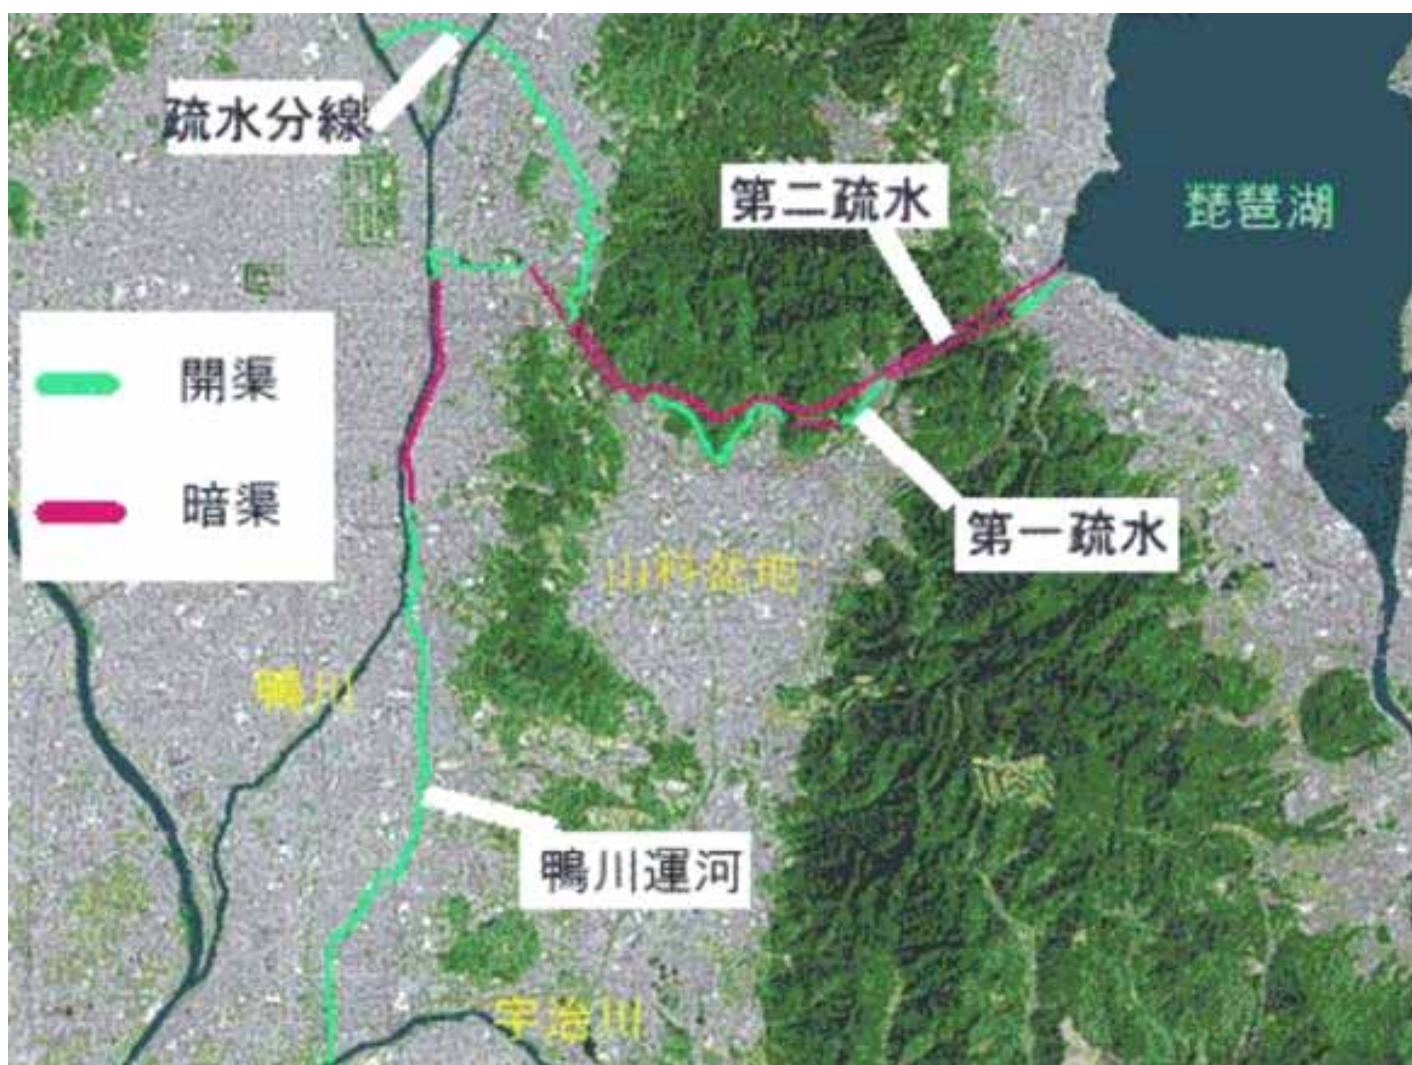 疏水分線
第二疏水
琵琶湖
開渠
暗渠
第一疏水
山科盆地
鴨川
鴨川運河
宇治川